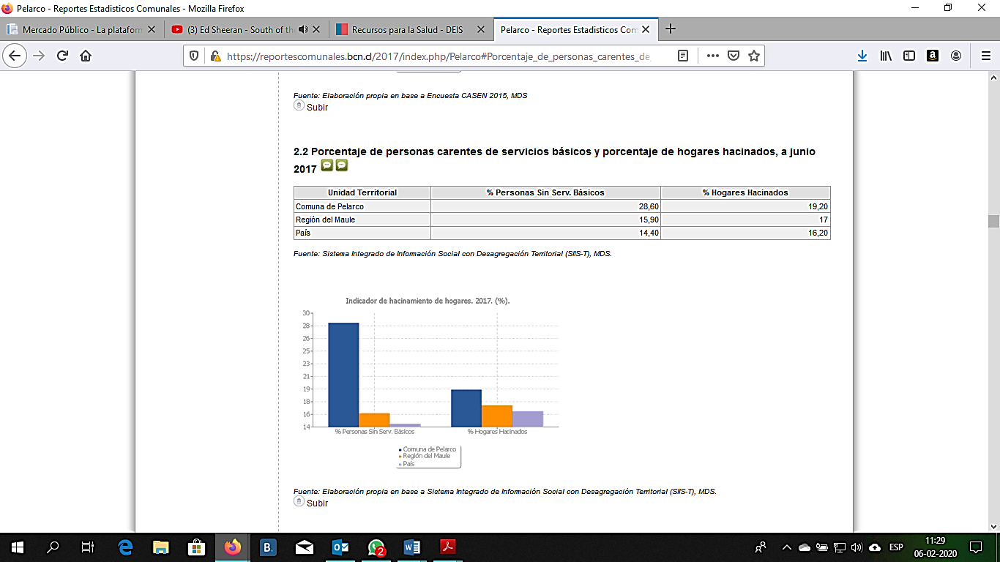 Pelarco - Reportes Estadisticos Comunales - Mozilla Firefox
Mercado Público - La plataform
(3) Ed Sheeran - South of the
Recursos para la Salud - DEIS
Pelarco - Reportes Estadisticos Com
https://reportescomunales.bcn.cl/2017/index.php/Pelarco#Porcentaje_de_personas_carentes_de_
Fuente: Elaboración propia en base a Encuesta CASEN 2015, MDS
Subir
2.2 Porcentaje de personas carentes de servicios básicos y porcentaje de hogares hacinados, a junio
2017
Unidad Territorial % Personas Sin Serv. Básicos % Hogares Hacinados
Comuna de Pelarco 28,60 19,20
Región del Maule 15,90 17
País 14,40 16,20
Fuente: Sistema Integrado de Información Social con Desagregación Territorial (SIIS-T), MDS.
Indicador de hacinamiento de hogares. 2017. (%).
30
28
26
25
23
21
19
18
16
14
% Personas Sin Serv. Básicos % Hogares Hacinados
Comuna de Pelarco
Región del Maule
País
Fuente: Elaboración propia en base a Sistema Integrado de Información Social con Desagregación Territorial (SIIS-T), MDS.
Subir
B.
2
ESP
11:29
06-02-2020